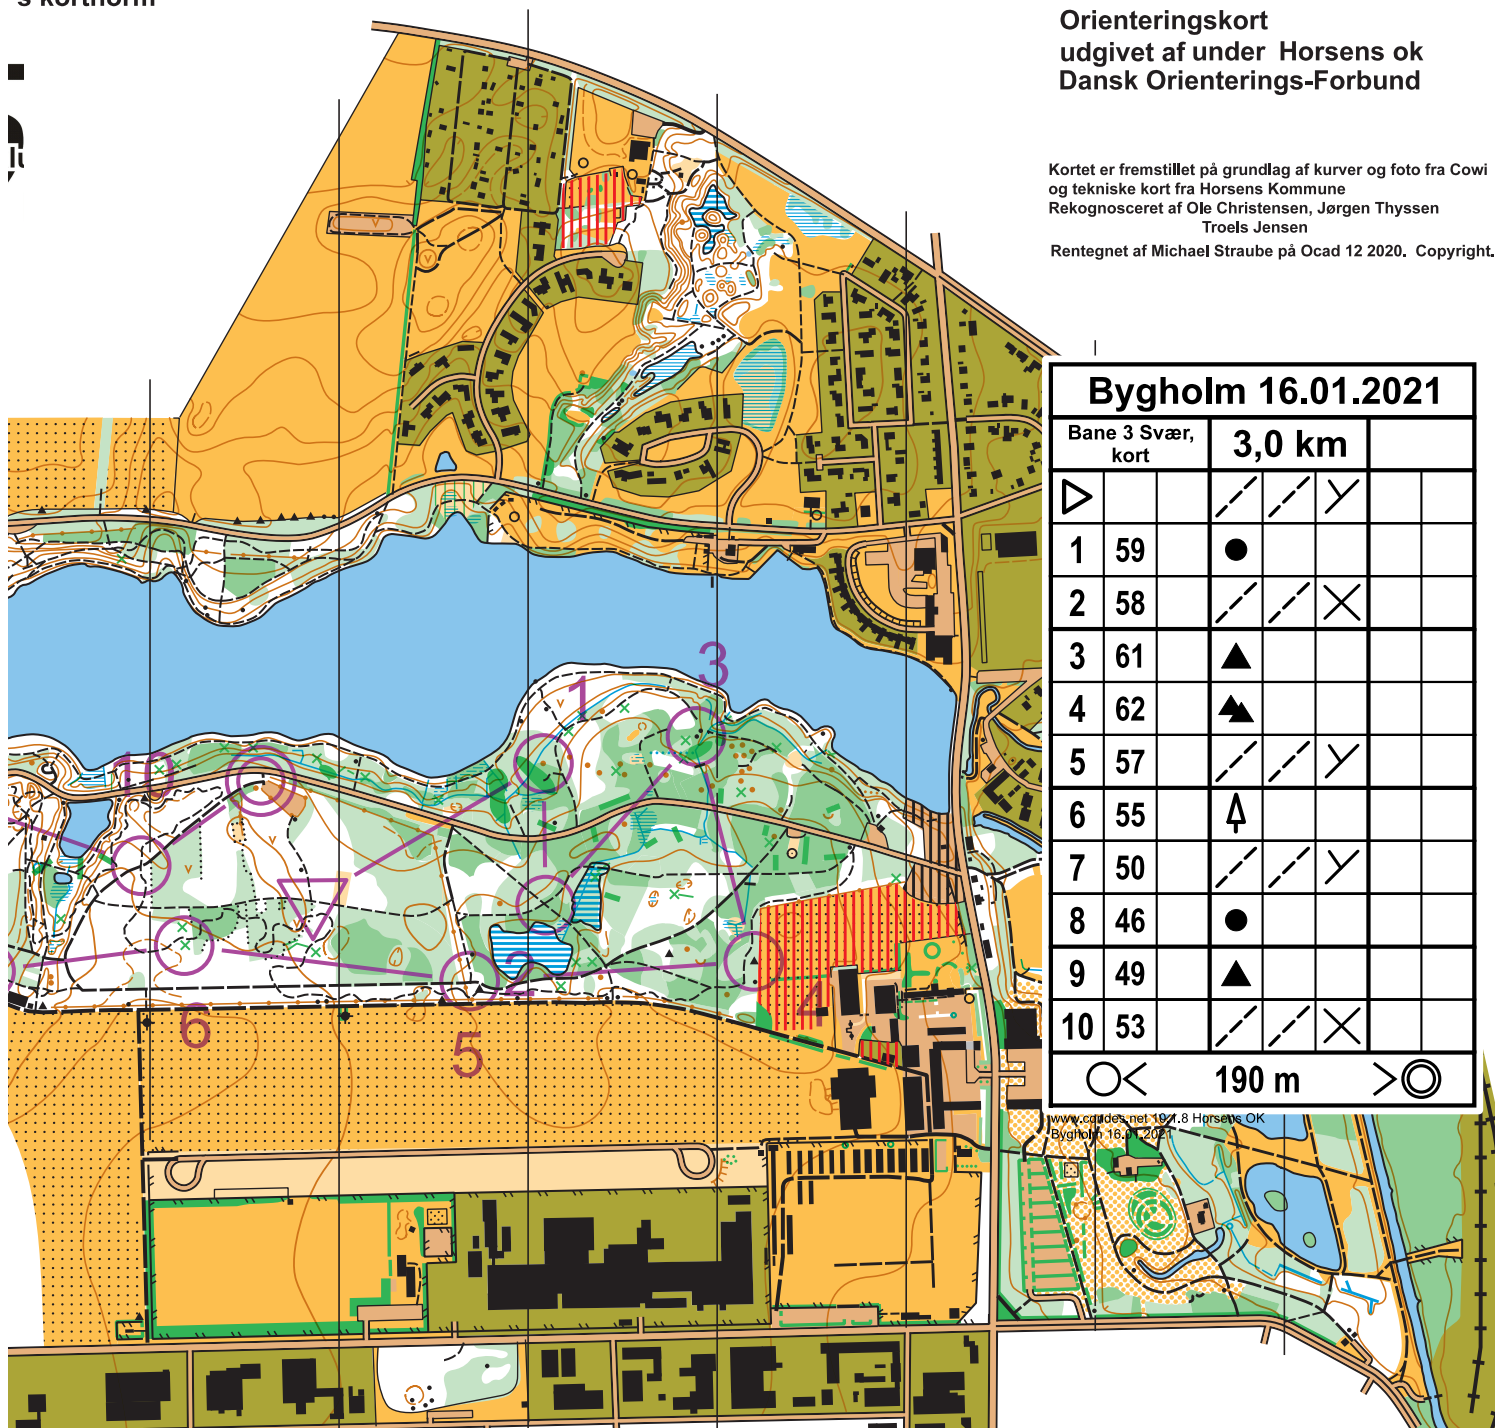 s kortnorm
Orienteringskort
udgivet af under Horsens ok
Dansk Orienterings-Forbund
Kortet er fremstillet på grundlag af kurver og foto fra Cowi
og tekniske kort fra Horsens Kommune
Rekognosceret af Ole Christensen, Jørgen Thyssen
Troels Jensen
Rentegnet af Michael Straube på Ocad 12 2020. Copyright.
Bygholm 16.01.2021
Bane 3 Svær, kort 3,0 km
1 59
2 58
3 61
4 62
5 57
6 55
7 50
8 46
9 49
10 53
190 m
Horsens OK
Bygholm 16.01.2021
3
1
10
2
4
6
5